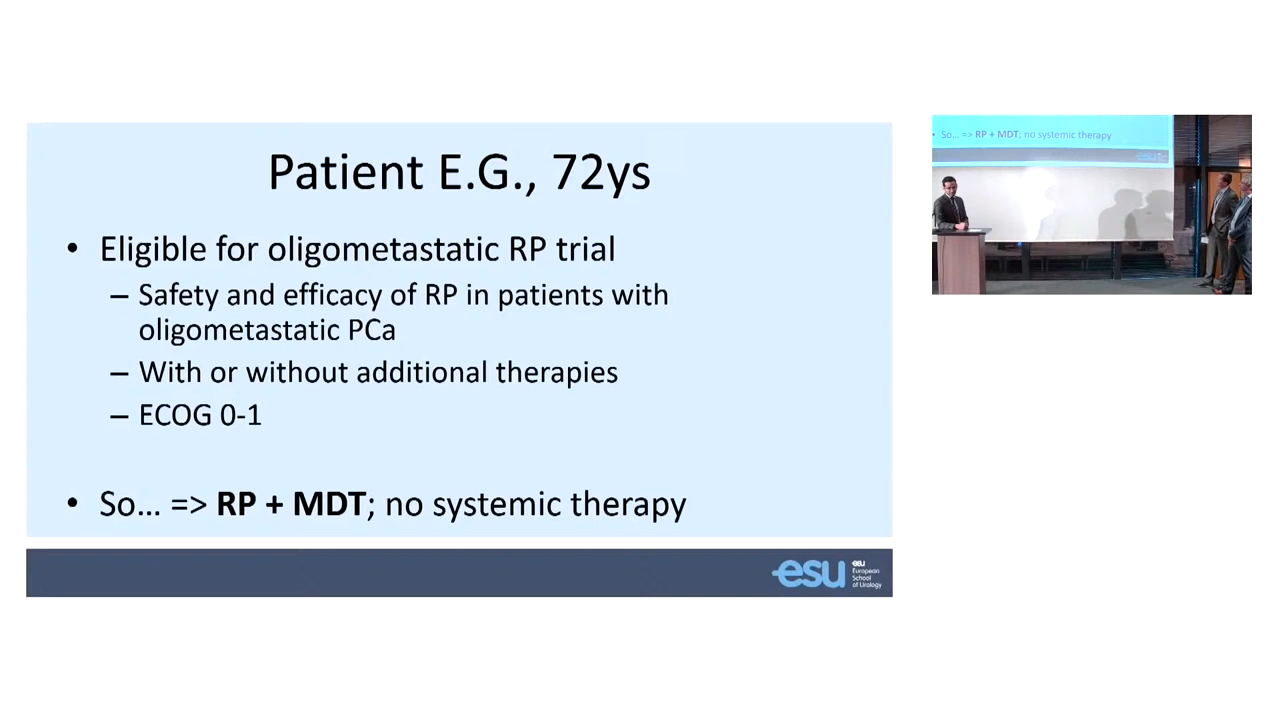 Patient E.G., 72ys
• Eligible for oligometastatic RP trial
– Safety and efficacy of RP in patients with
oligometastatic PCa
– With or without additional therapies
– ECOG 0-1
• So... => RP + MDT; no systemic therapy
esu
eau
European
School
of Urology
• So... => RP + MDT; no systemic therapy